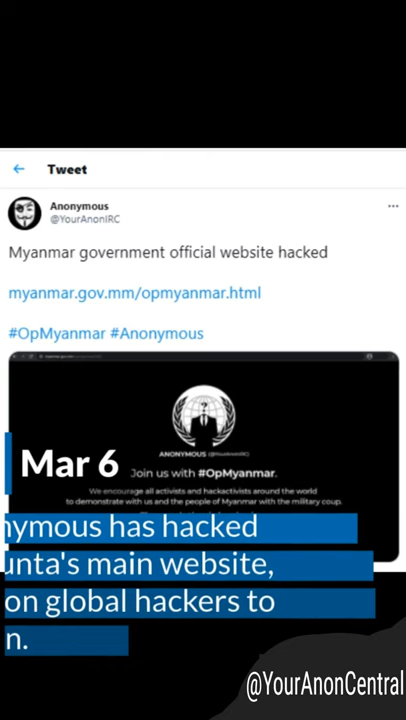 Tweet
Anonymous
@YourAnonIRC
Myanmar government official website hacked
myanmar.gov.mm/opmyanmar.html
#OpMyanmar #Anonymous
ANONYMOUS
Join us with #OpMyanmar.
We encourage all activists and hackactivists around the world
to demonstrate with us and the people of Myanmar with the military coup.
Mar 6
nymous has hacked
unta's main website,
on global hackers to
n.
@YourAnonCentral